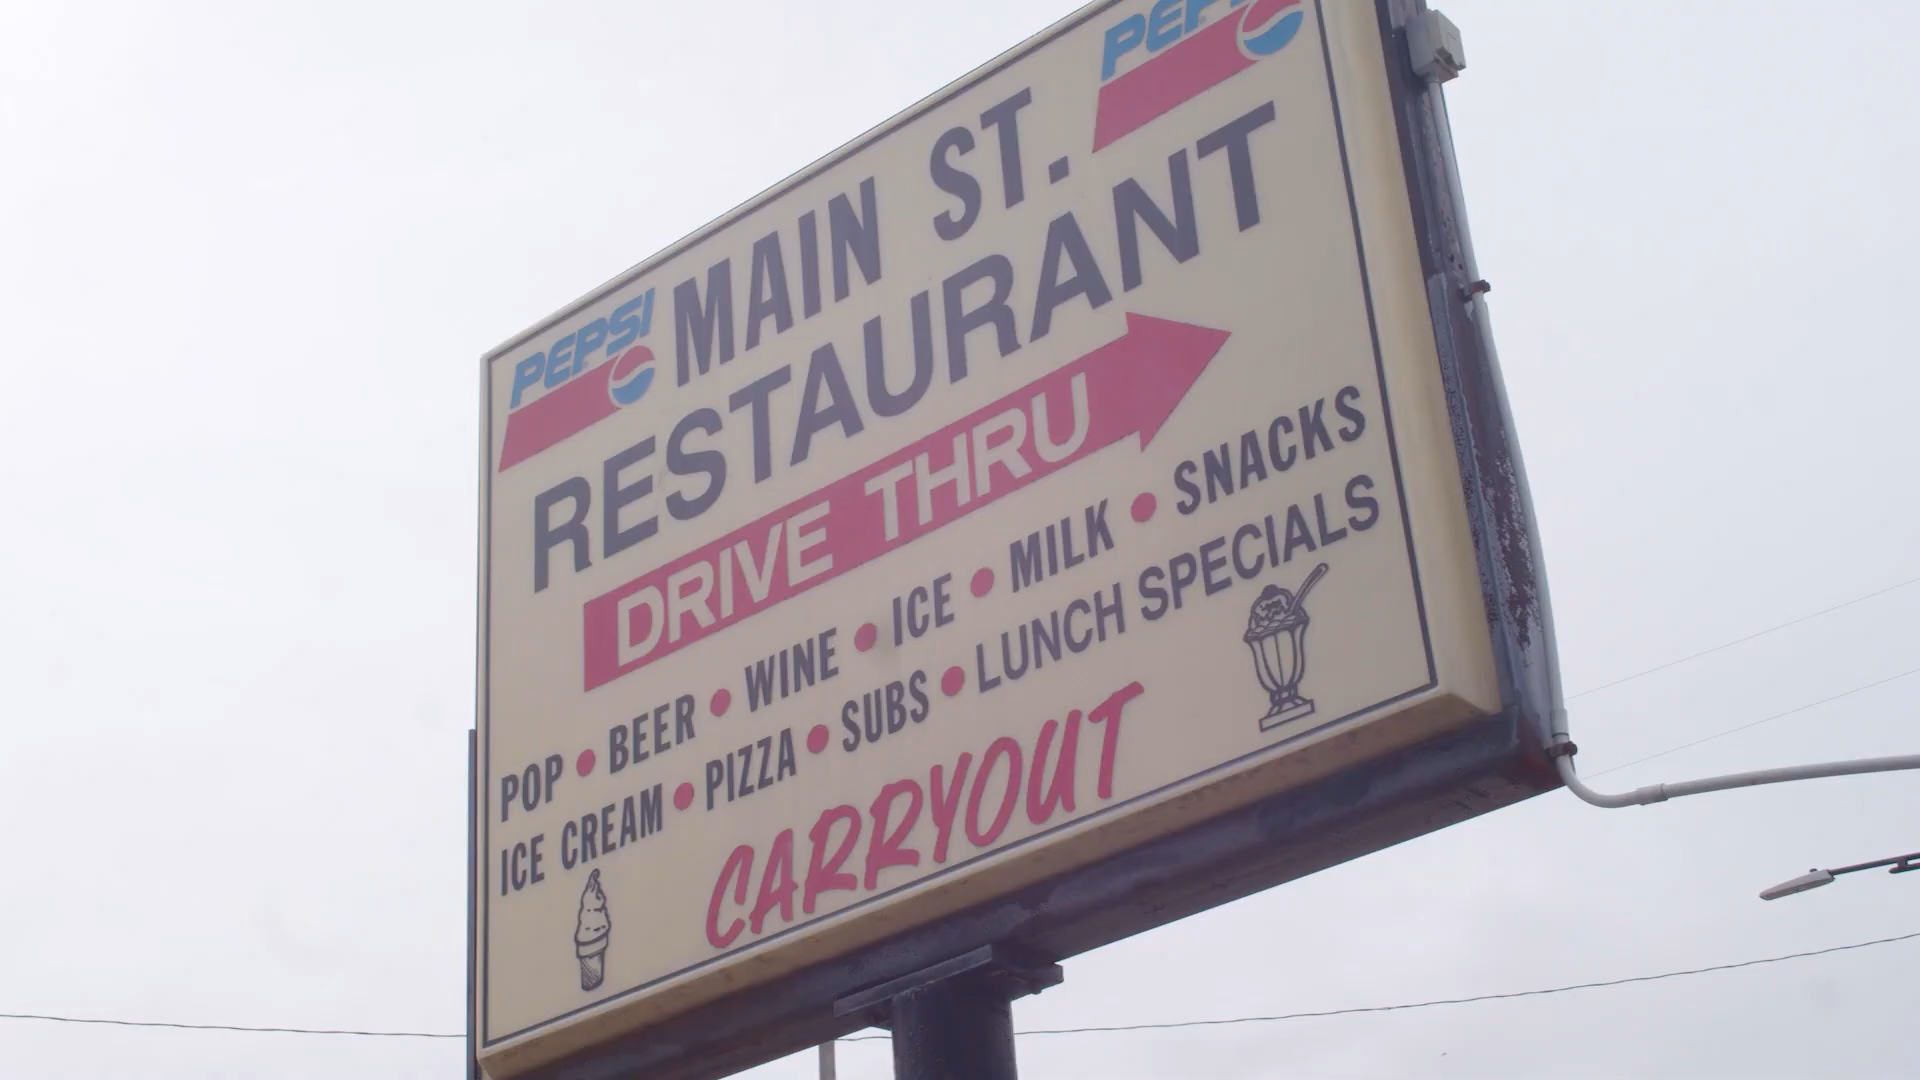 PEPSI
MAIN ST.
RESTAURANT
DRIVE THRU
POP • BEER • WINE • ICE • MILK • SNACKS
ICE CREAM • PIZZA • SUBS • LUNCH SPECIALS
CARRYOUT